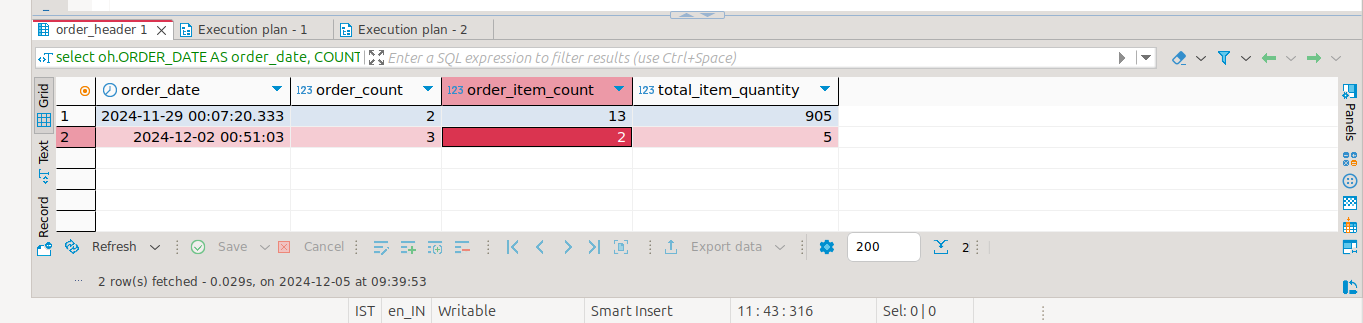 order_header 1 Execution plan - 1 Execution plan - 2
select oh.ORDER_DATE AS order_date, COUNT Enter a SQL expression to filter results (use Ctrl+Space)
Grid
Text
Record
123 order_date 123 order_count 123 order_item_count 123 total_item_quantity
1 2024-11-29 00:07:20.333 2 13 905
2 2024-12-02 00:51:03 3 2 5
Panels
Refresh Save Cancel Export data 200 2
... 2 row(s) fetched - 0.029s, on 2024-12-05 at 09:39:53
IST en_IN Writable Smart Insert 11 : 43 : 316 Sel: 0 | 0